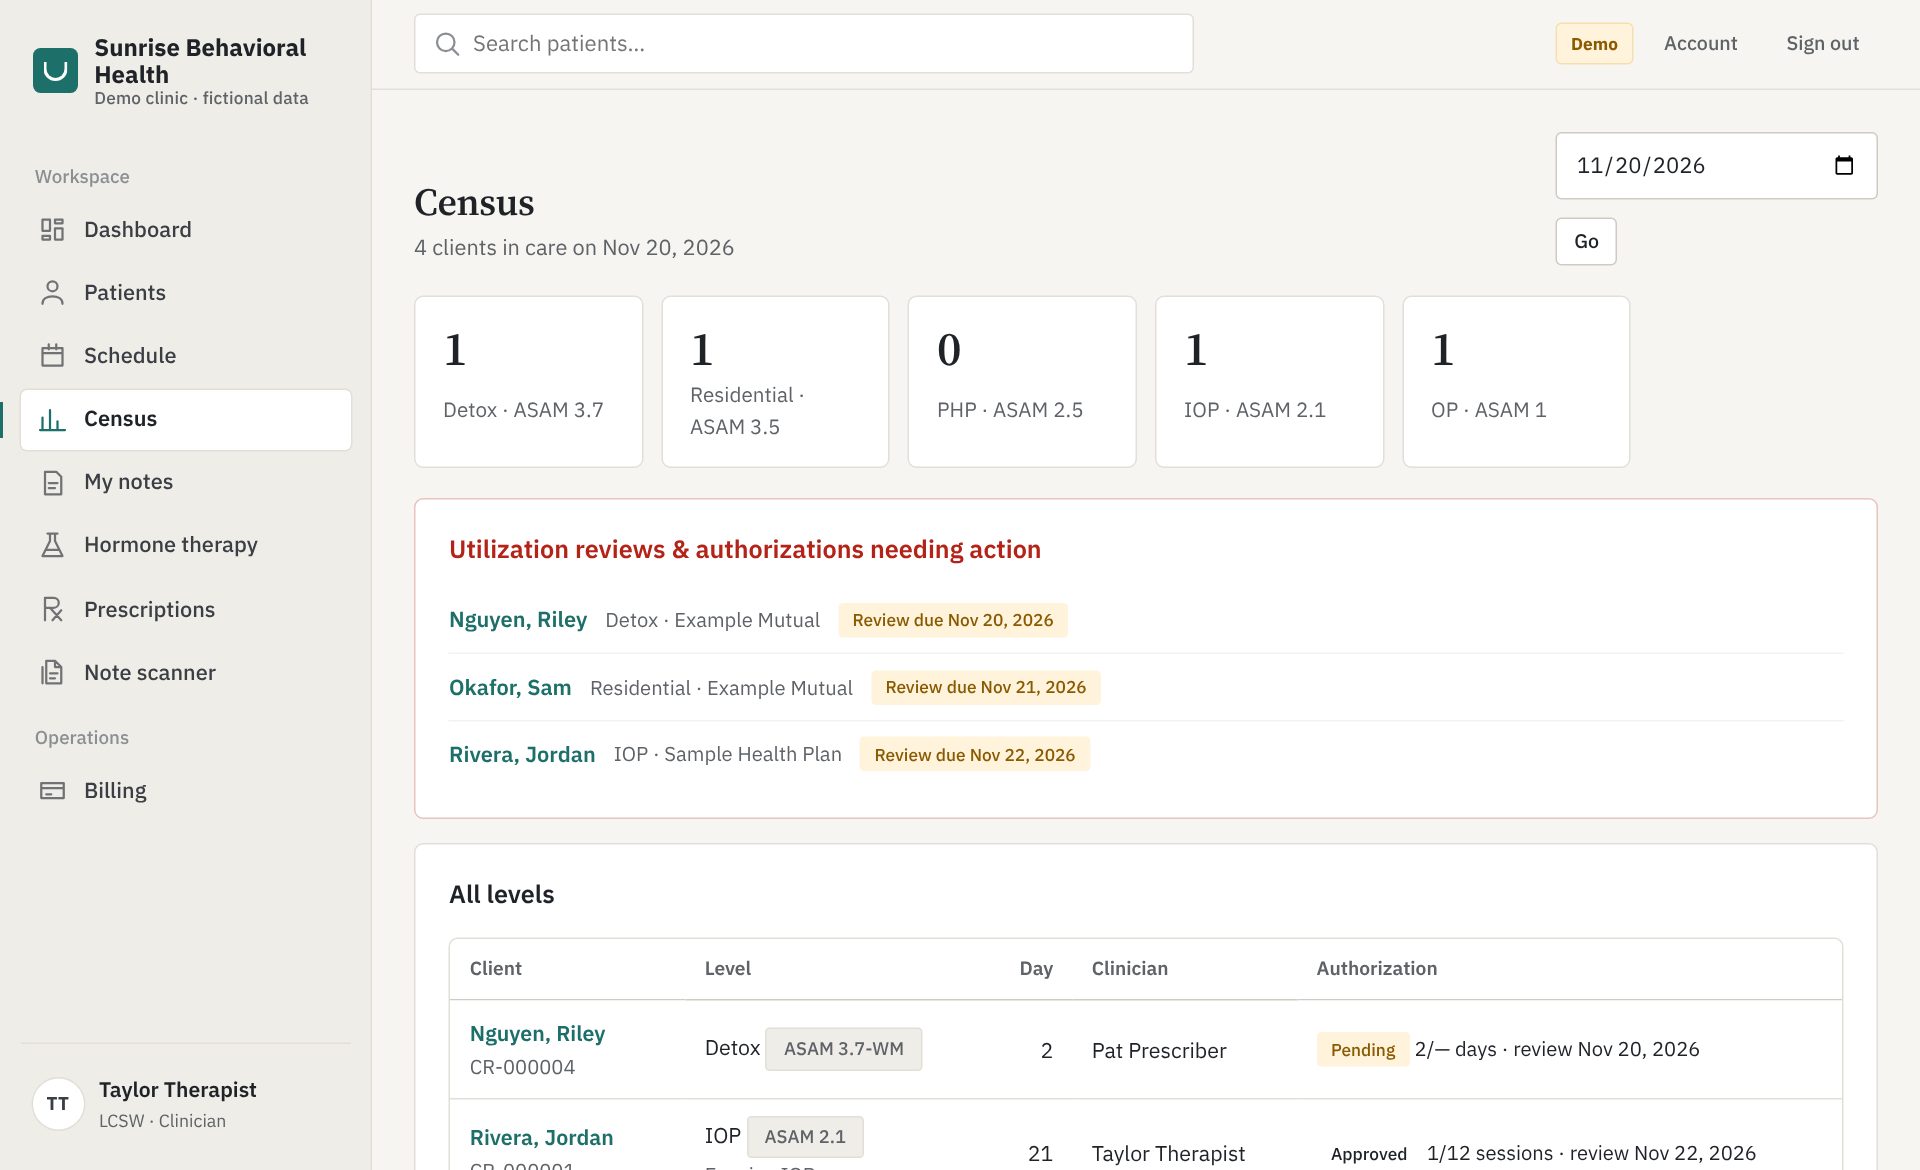 Sunrise Behavioral
Health
Demo clinic · fictional data
Workspace
Dashboard
Patients
Schedule
Census
My notes
Hormone therapy
Prescriptions
Note scanner
Operations
Billing
TT
Taylor Therapist
LCSW · Clinician
Search patients...
Demo
Account
Sign out
Census
4 clients in care on Nov 20, 2026
11/20/2026
Go
1
Detox · ASAM 3.7
1
Residential ·
ASAM 3.5
0
PHP · ASAM 2.5
1
IOP · ASAM 2.1
1
OP · ASAM 1
Utilization reviews & authorizations needing action
Nguyen, Riley Detox · Example Mutual Review due Nov 20, 2026
Okafor, Sam Residential · Example Mutual Review due Nov 21, 2026
Rivera, Jordan IOP · Sample Health Plan Review due Nov 22, 2026
All levels
Client Level Day Clinician Authorization
Nguyen, Riley Detox ASAM 3.7-WM 2 Pat Prescriber Pending 2/— days · review Nov 20, 2026
CR-000004
Rivera, Jordan IOP ASAM 2.1 21 Taylor Therapist Approved 1/12 sessions · review Nov 22, 2026
CR-000001